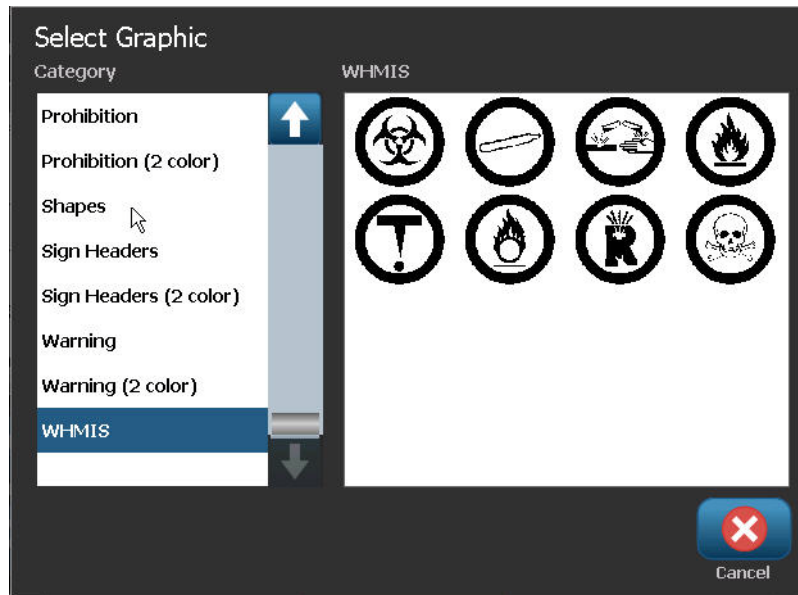 Select Graphic
Category
WHMIS
Prohibition
Prohibition (2 color)
Shapes
Sign Headers
Sign Headers (2 color)
Warning
Warning (2 color)
WHMIS
R
Cancel